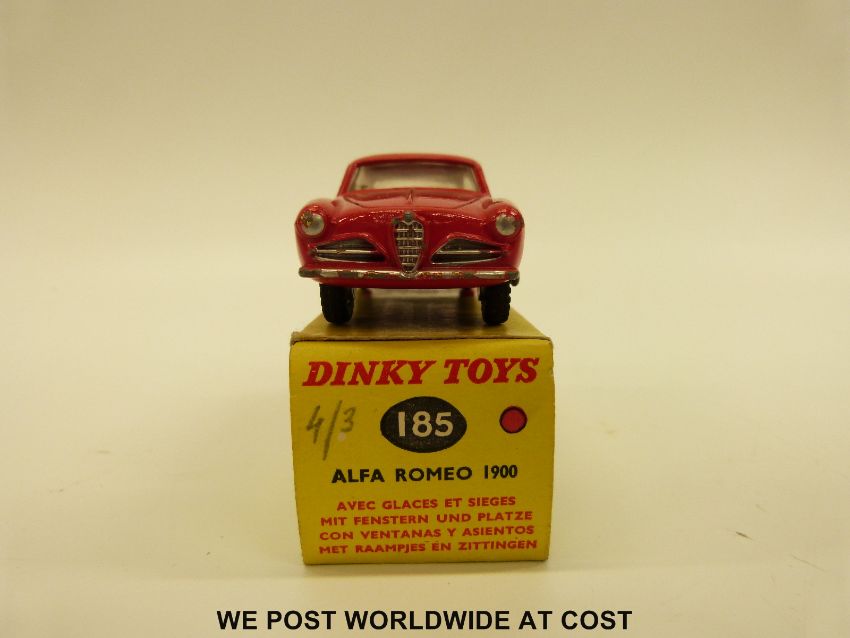 DINKY TOYS
4/3
185
ALFA ROMEO 1900
AVEC GLACES ET SIEGES
MIT FENSTERN UND PLATZE
CON VENTANAS Y ASIENTOS
MET RAAMPJES EN ZITTINGEN
WE POST WORLDWIDE AT COST